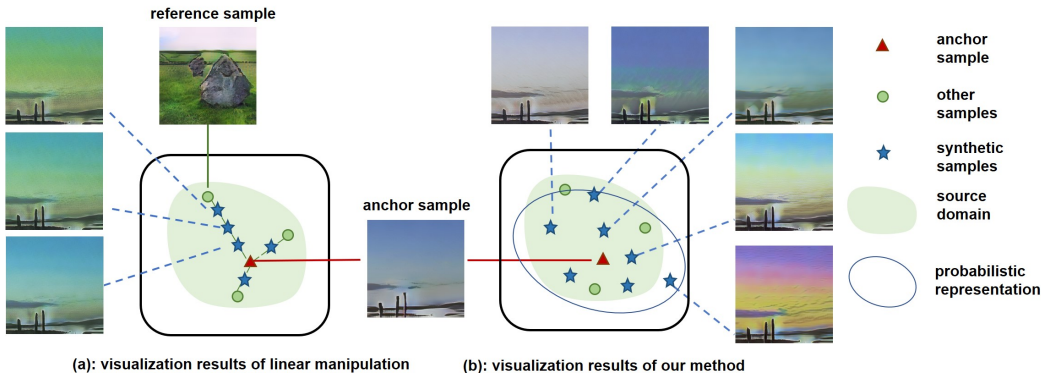 reference sample
anchor sample
anchor
sample
other
samples
synthetic
samples
source
domain
probabilistic
representation
(a): visualization results of linear manipulation
(b): visualization results of our method